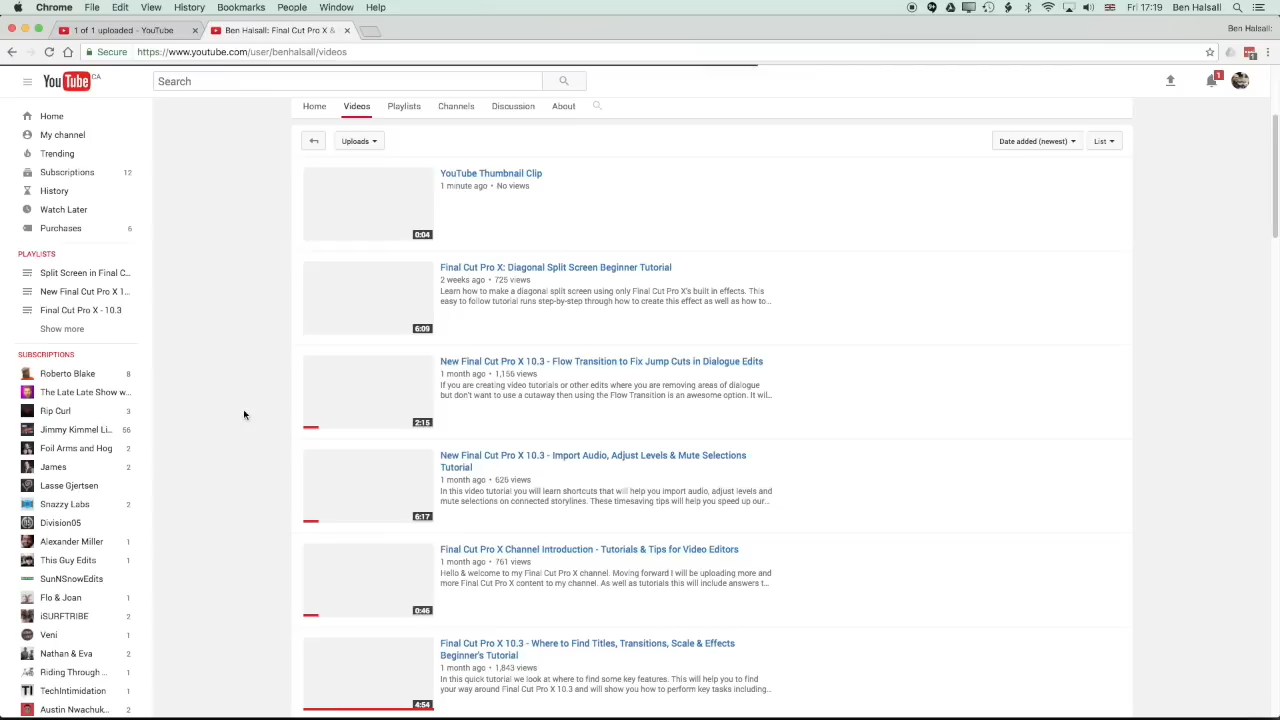 Chrome File Edit View History Bookmarks People Window Help Fri 17:19 Ben Halsall
1 of 1 uploaded - YouTube Ben Halsall: Final Cut Pro X & Ben Halsall:
Secure https://www.youtube.com/user/benhalsall/videos
YouTube CA Search 1
Home Videos Playlists Channels Discussion About
Uploads Date added (newest) List
Home
My channel
Trending
Subscriptions 12
History
Watch Later
Purchases 6
PLAYLISTS
Split Screen in Final C...
New Final Cut Pro X 1...
Final Cut Pro X - 10.3
Show more
SUBSCRIPTIONS
Roberto Blake 8
The Late Late Show w...
Rip Curl 3
Jimmy Kimmel Li... 56
Foil Arms and Hog 2
James 2
Lasse Gjertsen
Snazzy Labs 2
Division05
Alexander Miller 1
This Guy Edits 1
SunNSnowEdits
Flo & Joan 1
iSURFTRIBE 2
Veni 1
Nathan & Eva 2
Riding Through ... 1
TI TechIntimidation 1
Austin Nwachuk... 2
YouTube Thumbnail Clip
1 minute ago • No views
0:04
Final Cut Pro X: Diagonal Split Screen Beginner Tutorial
2 weeks ago • 725 views
Learn how to make a diagonal split screen using only Final Cut Pro X's built in effects. This
easy to follow tutorial runs step-by-step through how to create this effect as well as how to...
6:09
New Final Cut Pro X 10.3 - Flow Transition to Fix Jump Cuts in Dialogue Edits
1 month ago • 1,156 views
If you are creating video tutorials or other edits where you are removing areas of dialogue
but don't want to use a cutaway then using the Flow Transition is an awesome option. It wil...
2:15
New Final Cut Pro X 10.3 - Import Audio, Adjust Levels & Mute Selections
Tutorial
1 month ago • 626 views
In this video tutorial you will learn shortcuts that will help you import audio, adjust levels and
mute selections on connected storylines. These timesaving tips will help you speed up our...
6:17
Final Cut Pro X Channel Introduction - Tutorials & Tips for Video Editors
1 month ago • 761 views
Hello & welcome to my Final Cut Pro X channel. Moving forward I will be uploading more and
more Final Cut Pro X content to my channel. As well as tutorials this will include answers t...
0:46
Final Cut Pro X 10.3 - Where to Find Titles, Transitions, Scale & Effects
Beginner's Tutorial
1 month ago • 1,843 views
In this quick tutorial we look at where to find some key features. This will help you to find
your way around Final Cut Pro X 10.3 and will show you how to perform key tasks including...
4:54